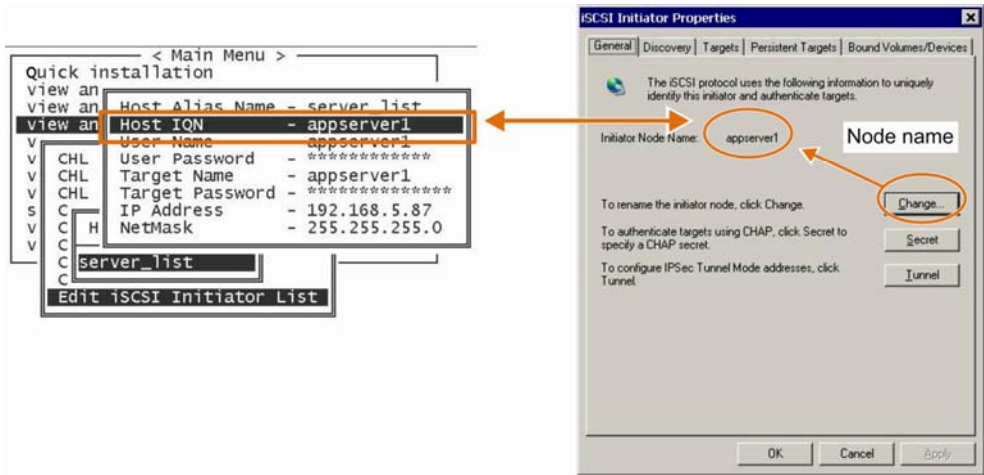 < Main Menu >
Quick installation
view an
view an
view an
v
v
v
v
s
v
v
v
Host Alias Name - server list
Host IQN - appserver1
User Name - appserver1
User Password - ************
Target Name - appserver1
Target Password - **************
IP Address - 192.168.5.87
NetMask - 255.255.255.0
CHL
CHL
CHL
C
C H
C
C
C
server_list
Edit iSCSI Initiator List
iSCSI Initiator Properties
General Discovery Targets Persistent Targets Bound Volumes/Devices
The iSCSI protocol uses the following information to uniquely
identify this initiator and authenticate targets.
Initiator Node Name: appserver1
Node name
To rename the initiator node, click Change.
Change...
To authenticate targets using CHAP, click Secret to
specify a CHAP secret.
Secret
To configure IPSec Tunnel Mode addresses, click
Tunnel.
Tunnel
OK Cancel Apply